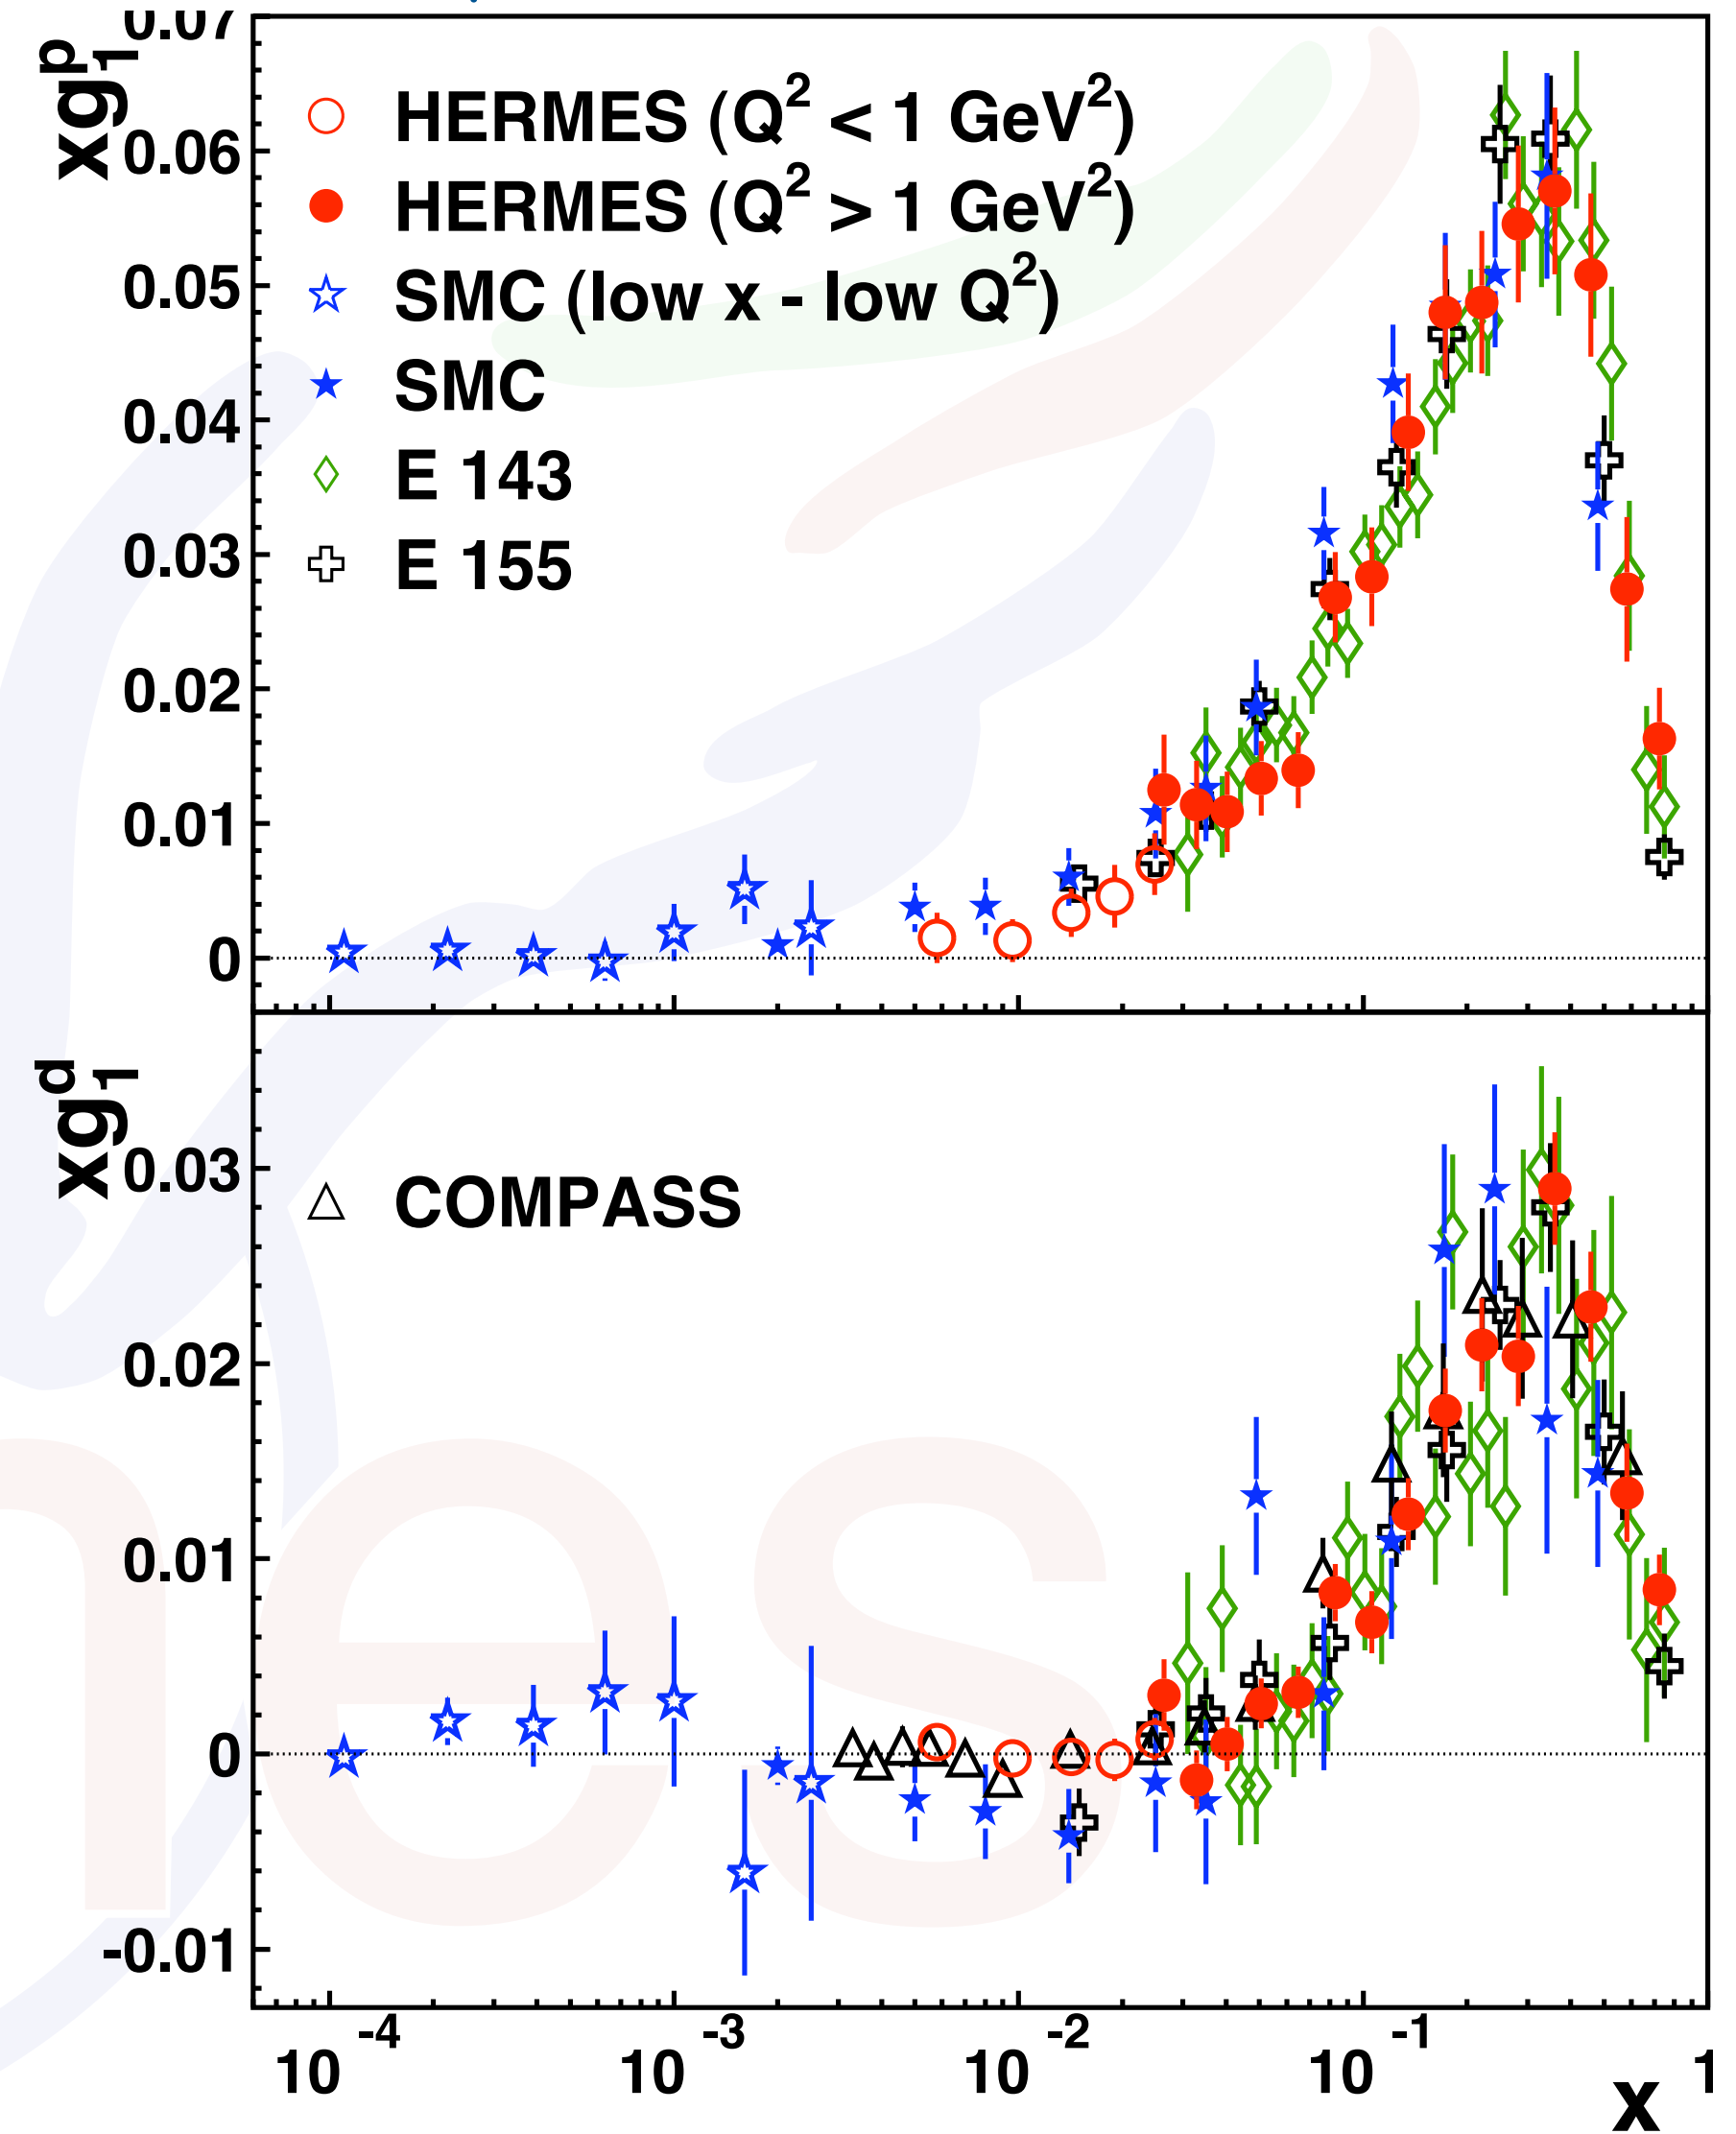 0.07
xg₁ᵖ
HERMES (Q² < 1 GeV²)
0.06
HERMES (Q² > 1 GeV²)
0.05
SMC (low x - low Q²)
SMC
0.04
E 143
0.03
E 155
0.02
0.01
0
xg₁ᵈ
0.03
COMPASS
0.02
0.01
0
-0.01
10⁻⁴ 10⁻³ 10⁻² 10⁻¹ 1
x
nes